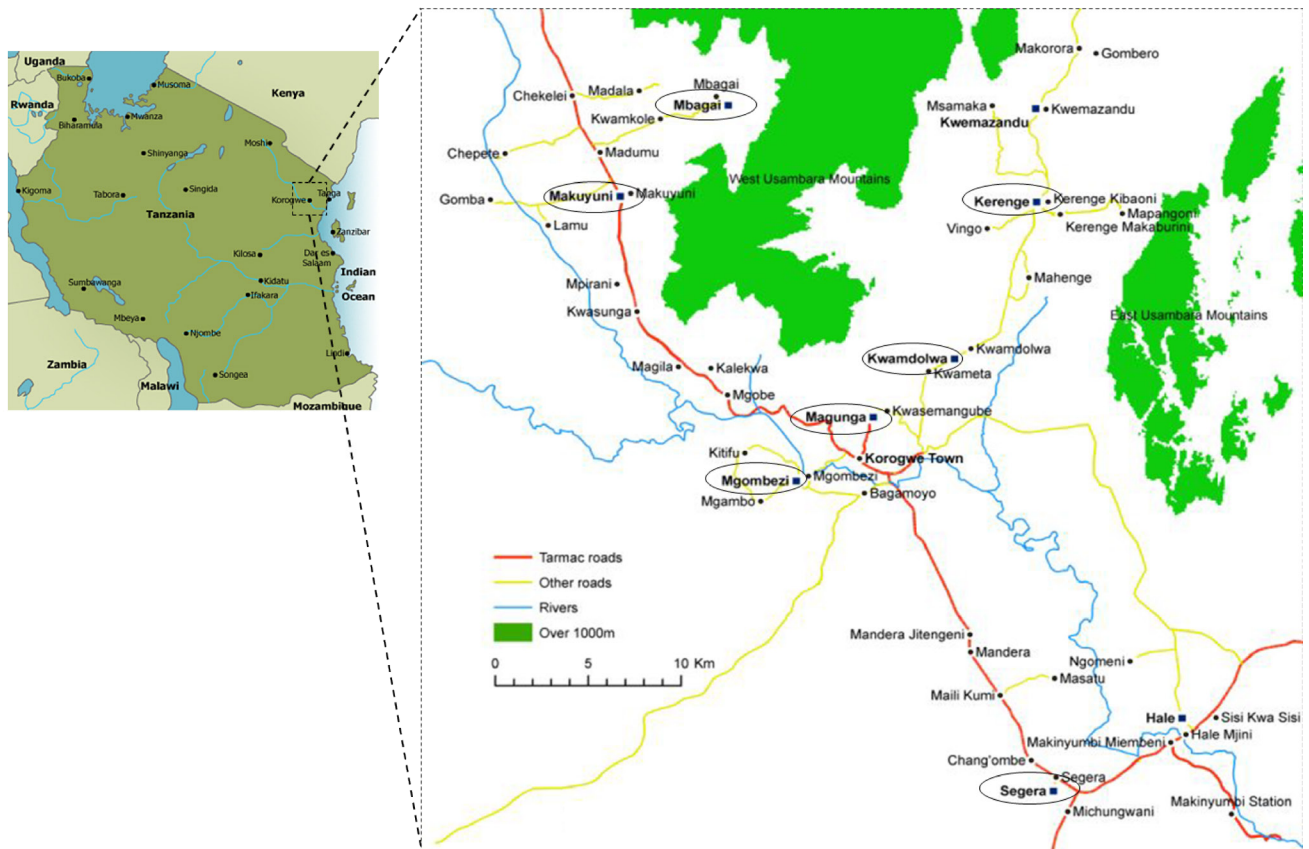 Uganda
Bukoba
Musoma
Kenya
Rwanda
Mwanza
Biharamula
Moshi
Shinyanga
Kigoma
Tabora
Singida
Korogwe
Tanga
Tanzania
Zanzibar
Kilosa
Dar es
Salaam
Indian
Ocean
Sumbawanga
Kidatu
Ifakara
Mbeya
Njombe
Lindi
Zambia
Songea
Malawi
Mozambique
Makorora
Gombero
Chekelei
Madala
Mbagai
Mbagai
Msamaka
Kwemazandu
Kwemazandu
Kwamkole
Chepete
Madumu
West Usambara Mountains
Gomba
Makuyuni
Makuyuni
Kerenge
Kerenge Kibaoni
Mapangoni
Kerenge Makaburini
Vingo
Lamu
Mpirani
Mahenge
Kwasunga
East Usambara Mountains
Kwamdolwa
Kwamdolwa
Kwameta
Magila
Kalekwa
Mgobe
Magunga
Kwasemangube
Kitifu
Korogwe Town
Mgombezi
Mgombezi
Mgambo
Bagamoyo
Tarmac roads
Other roads
Rivers
Over 1000m
0 5 10 Km
Mandera Jitengeni
Mandera
Ngomeni
Masatu
Maili Kumi
Hale
Sisi Kwa Sisi
Hale Mjini
Makinyumbi Miembeni
Chang'ombe
Segera
Segera
Makinyumbi Station
Michungwani